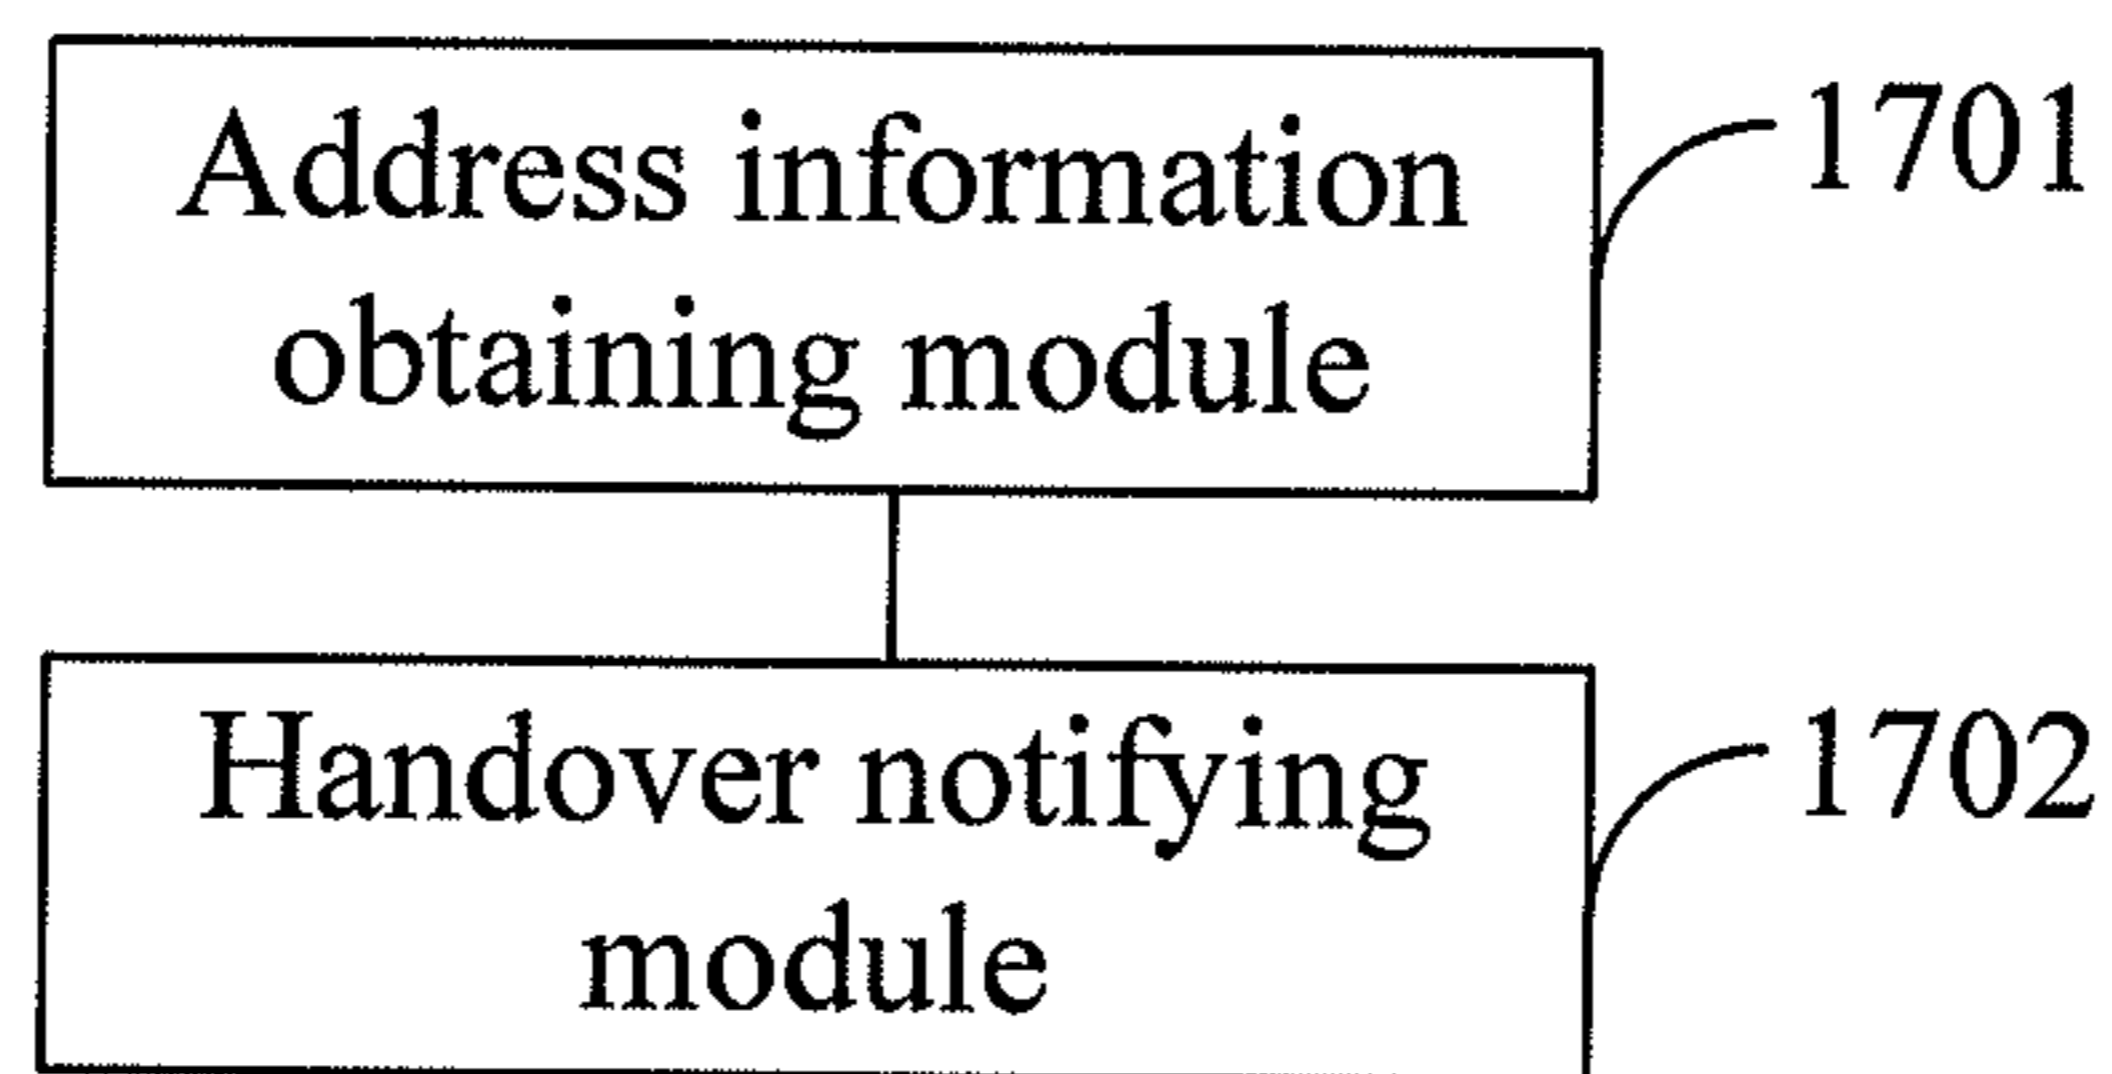 Address information
obtaining module
1701
Handover notifying
module
1702